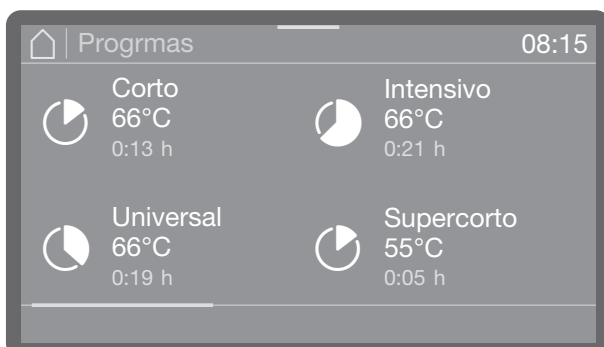 Progrmas 08:15
Corto
66°C
0:13 h
Intensivo
66°C
0:21 h
Universal
66°C
0:19 h
Supercorto
55°C
0:05 h